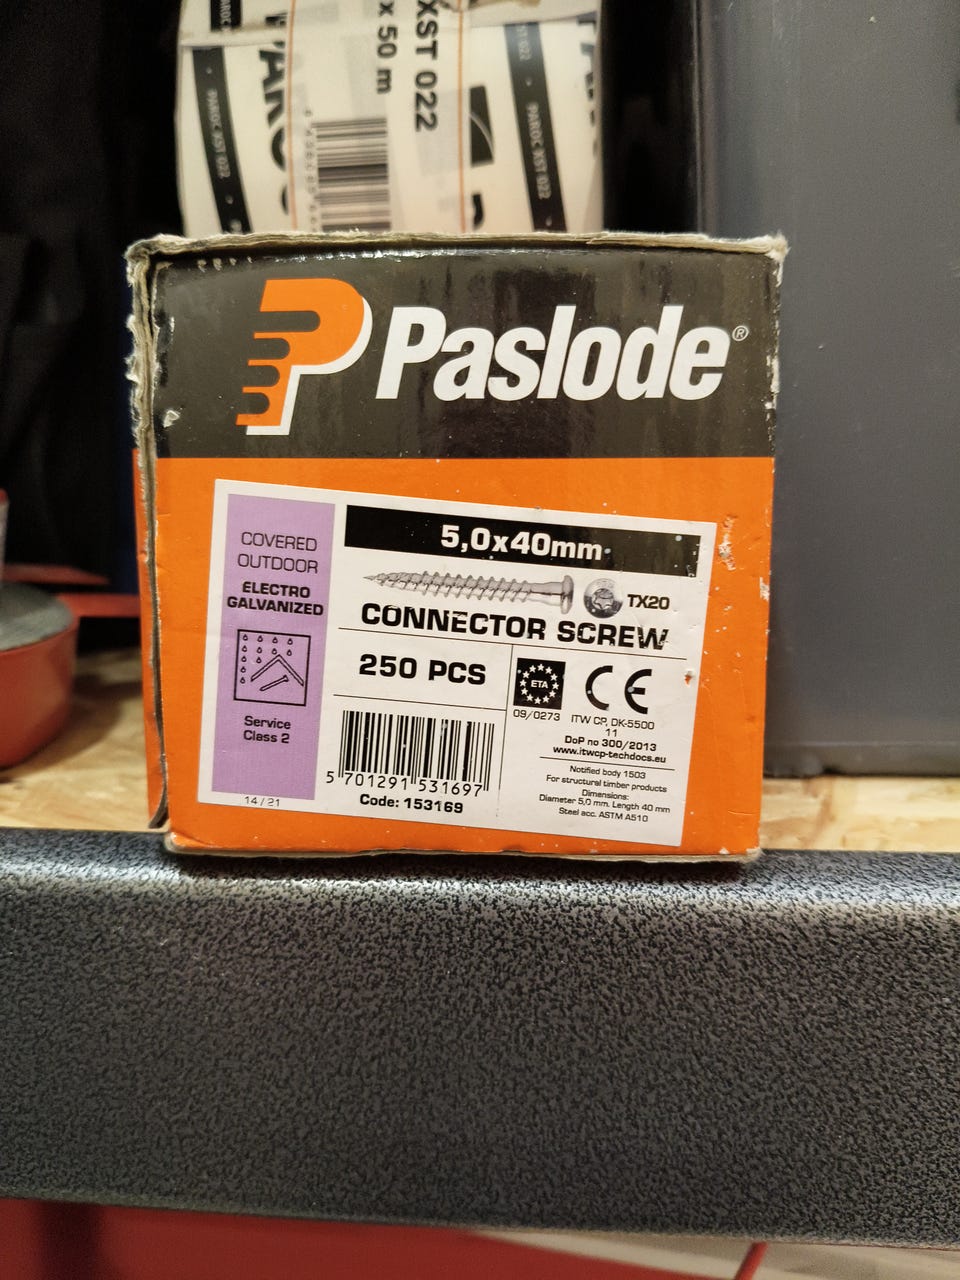 XST 022
x 50 m
PAROC XST 022
Paslode®
COVERED
OUTDOOR
ELECTRO
GALVANIZED
Service
Class 2
14/21
5,0x40mm
TX20
CONNECTOR SCREW
250 PCS
ETA
09/0273
CE
ITW CP, DK-5500
11
DoP no 300/2013
www.itwcp-techdocs.eu
Notified body 1503
For structural timber products
Dimensions:
Diameter 5,0 mm. Length 40 mm
Steel acc. ASTM A510
5 701291 531697
Code: 153169